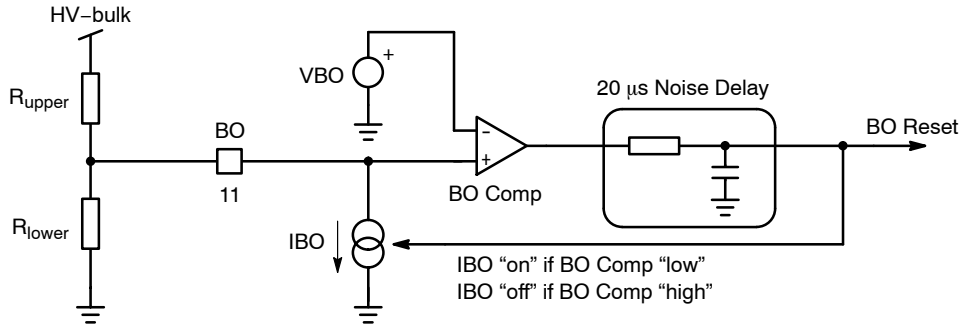 HV−bulk
Rupper
Rlower
BO
11
VBO
+
−
+
BO Comp
IBO
20 μs Noise Delay
BO Reset
IBO “on” if BO Comp “low”
IBO “off” if BO Comp “high”